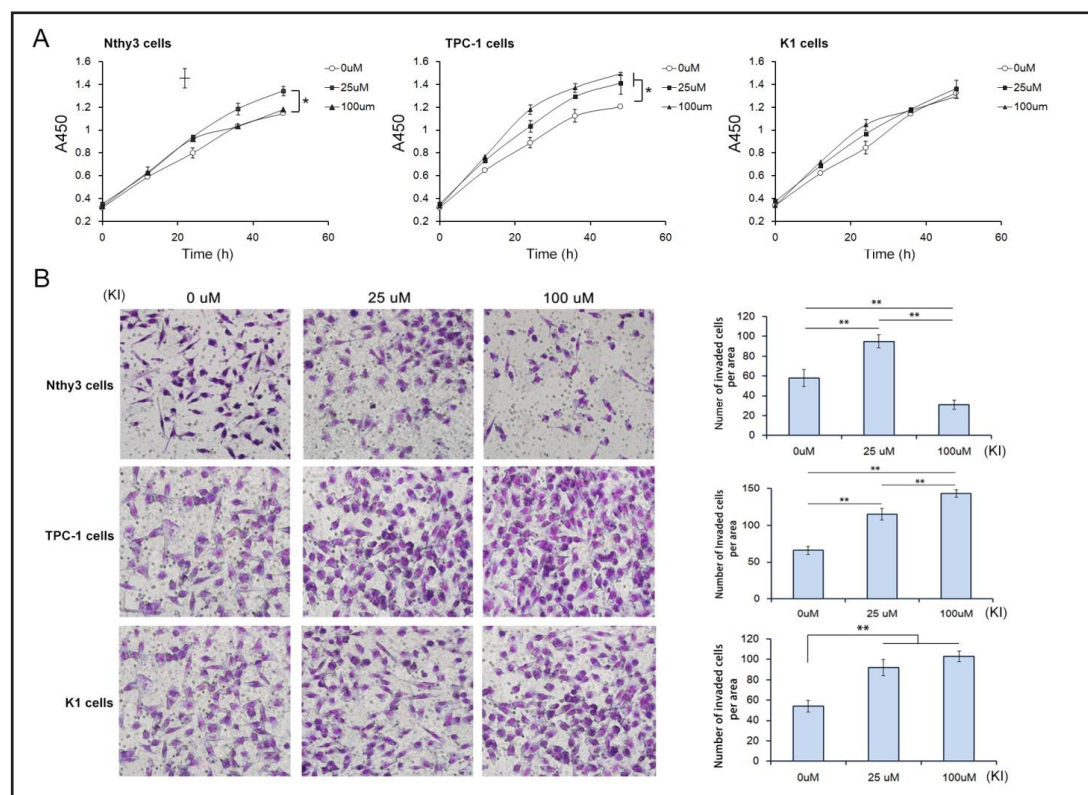 A
Nthy3 cells
1.6
1.4
1.2
1
0.8
0.6
0.4
0.2
A450
0
20
40
60
Time (h)
0uM
25uM
100um
*
TPC-1 cells
1.6
1.4
1.2
1
0.8
0.6
0.4
0.2
A450
0
20
40
60
Time (h)
0uM
25uM
100uM
*
K1 cells
1.6
1.4
1.2
1
0.8
0.6
0.4
0.2
A450
0
20
40
60
Time (h)
0uM
25uM
100uM
B
(KI)
0 uM
25 uM
100 uM
Nthy3 cells
TPC-1 cells
K1 cells
**
**
**
Numer of invaded cells
per area
120
100
80
60
40
20
0
0uM
25 uM
100uM
(KI)
**
**
**
Number of invaded cells
per area
150
100
50
0
0uM
25 uM
100uM
(KI)
**
Number of invaded cells
per area
120
100
80
60
40
20
0
0uM
25 uM
100uM
(KI)